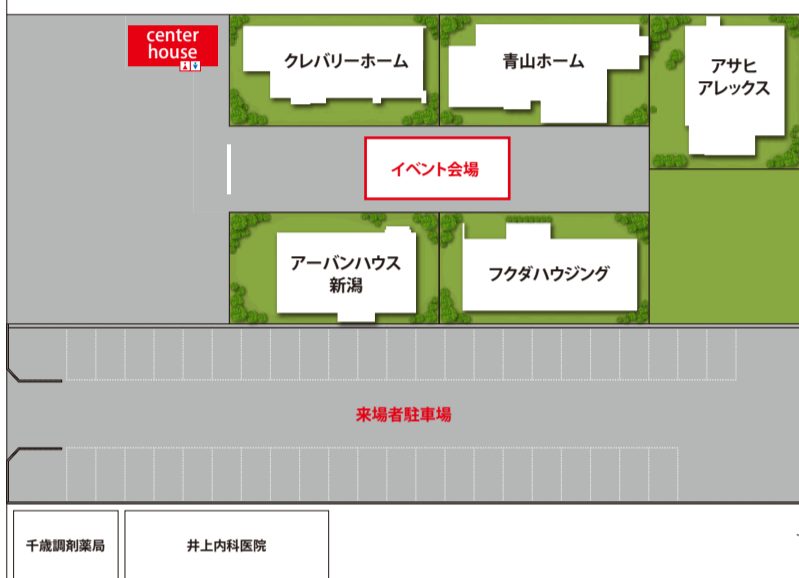 center
house
クレバリーホーム
青山ホーム
アサヒ
アレックス
イベント会場
アーバンハウス
新潟
フクダハウジング
来場者駐車場
千歳調剤薬局
井上内科医院